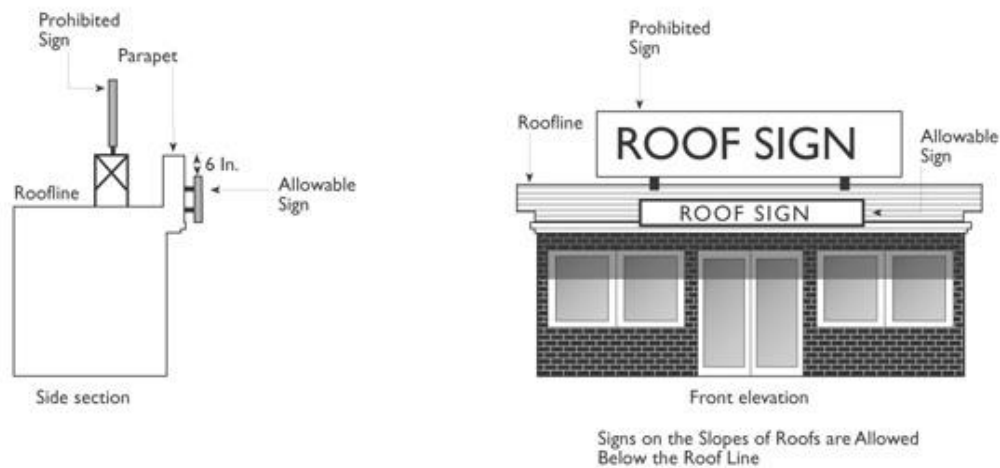 Prohibited
Sign
Parapet
6 In.
Roofline
Allowable
Sign
Side section
Prohibited
Sign
Roofline
ROOF SIGN
Allowable
Sign
ROOF SIGN
Front elevation
Signs on the Slopes of Roofs are Allowed
Below the Roof Line